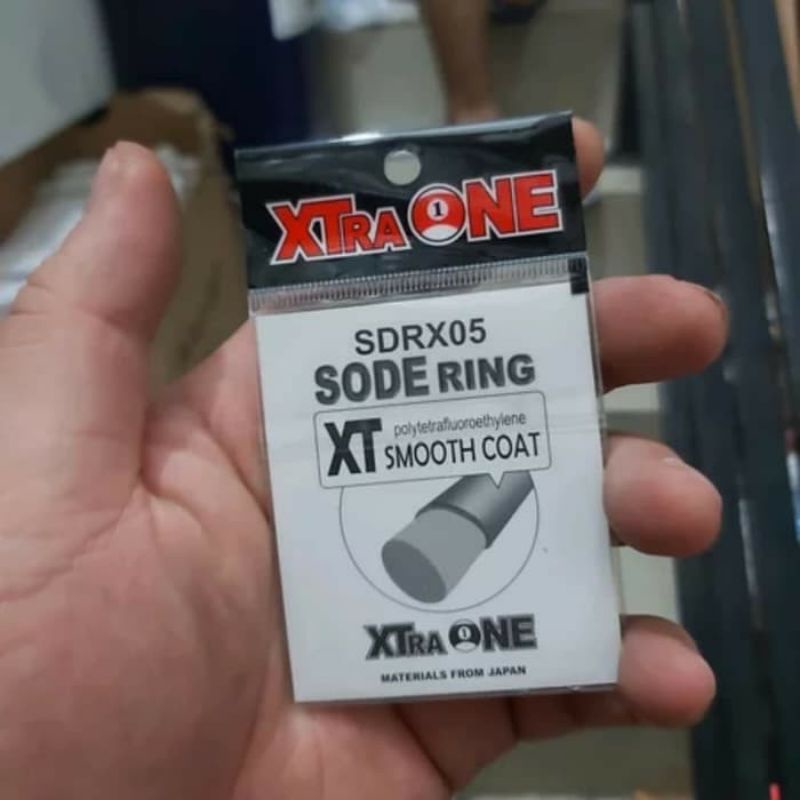 XTRA ONE
SDRX05
SODE RING
polytetrafluoroethylene
XT SMOOTH COAT
XTRA ONE
MATERIALS FROM JAPAN